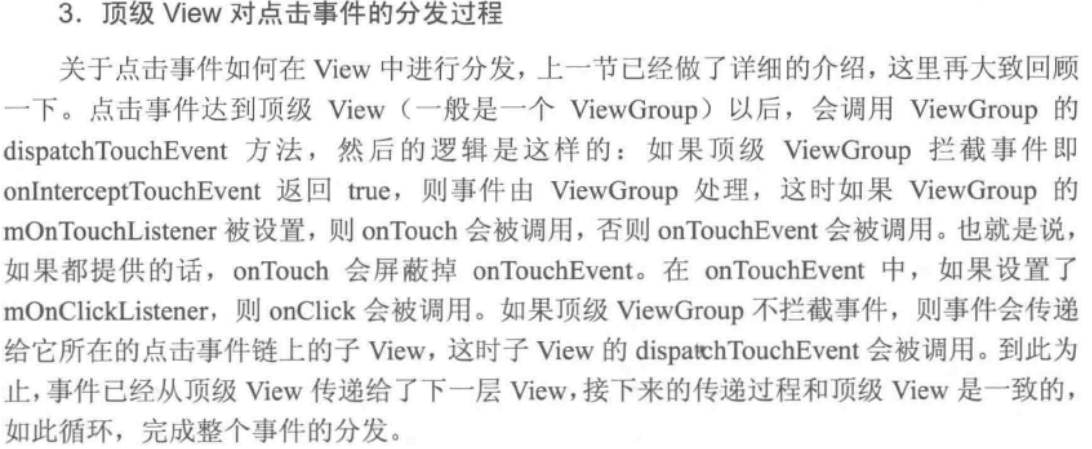 3．顶级 View 对点击事件的分发过程
关于点击事件如何在 View 中进行分发，上一节已经做了详细的介绍，这里再大致回顾
一下。点击事件达到顶级 View（一般是一个 ViewGroup）以后，会调用 ViewGroup 的
dispatchTouchEvent 方法，然后的逻辑是这样的：如果顶级 ViewGroup 拦截事件即
onInterceptTouchEvent 返回 true，则事件由 ViewGroup 处理，这时如果 ViewGroup 的
mOnTouchListener 被设置，则 onTouch 会被调用，否则 onTouchEvent 会被调用。也就是说，
如果都提供的话，onTouch 会屏蔽掉 onTouchEvent。在 onTouchEvent 中，如果设置了
mOnClickListener，则 onClick 会被调用。如果顶级 ViewGroup 不拦截事件，则事件会传递
给它所在的点击事件链上的子 View，这时子 View 的 dispatchTouchEvent 会被调用。到此为
止，事件已经从顶级 View 传递给了下一层 View，接下来的传递过程和顶级 View 是一致的，
如此循环，完成整个事件的分发。